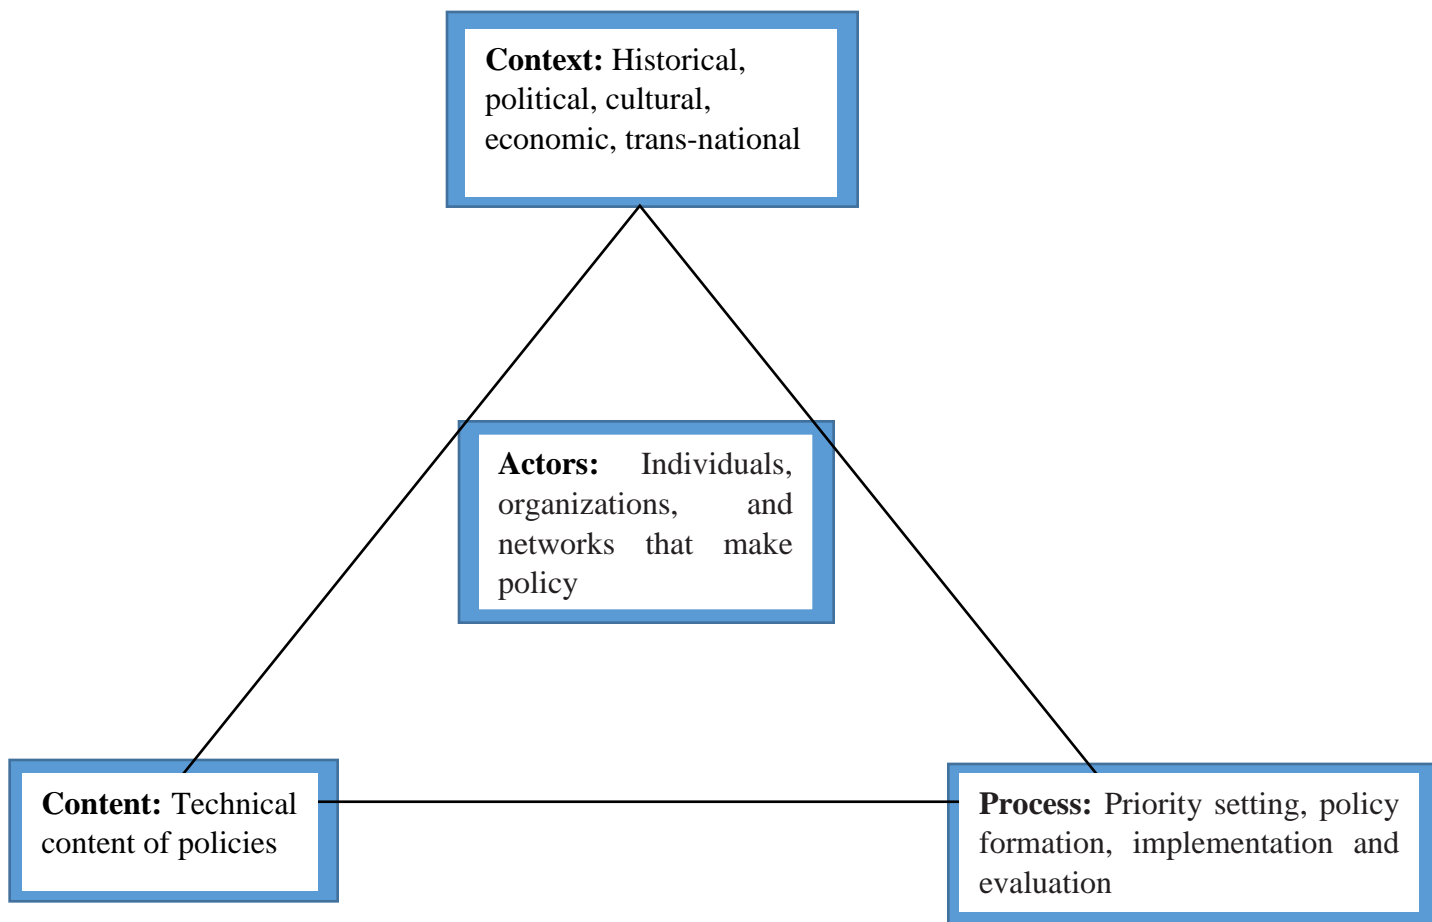 Context: Historical,
political, cultural,
economic, trans-national
Actors: Individuals,
organizations, and
networks that make
policy
Content: Technical
content of policies
Process: Priority setting, policy
formation, implementation and
evaluation